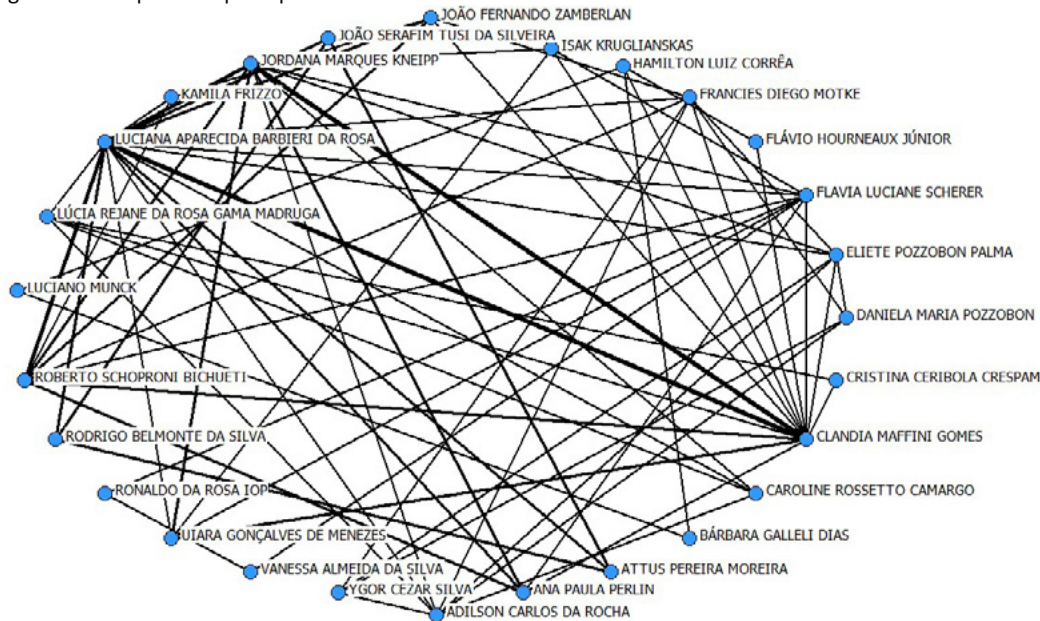 JOÃO FERNANDO ZAMBERLAN
JOÃO SERAFIM TUSI DA SILVEIRA
ISAK KRUGLIANSKAS
JORDANA MARQUES KNEIPP
HAMILTON LUIZ CORRÊA
KAMILA FRIZZO
FRANCIES DIEGO MOTKE
LUCIANA APARECIDA BARBIERI DA ROSA
FLÁVIO HOURNEAUX JÚNIOR
FLAVIA LUCIANE SCHERER
LÚCIA REJANE DA ROSA GAMA MADRUGA
ELIETE POZZOBON PALMA
LUCIANO MUNCK
DANIELA MARIA POZZOBON
ROBERTO SCHOPRONI BICHUETI
CRISTINA CERIBOLA CRESPAM
RODRIGO BELMONTE DA SILVA
CLANDIA MAFFINI GOMES
RONALDO DA ROSA IOP
CAROLINE ROSSETTO CAMARGO
UIARA GONÇALVES DE MENEZES
BÁRBARA GALLELI DIAS
VANESSA ALMEIDA DA SILVA
ATTUS PEREIRA MOREIRA
YGOR CEZAR SILVA
ANA PAULA PERLIN
ADILSON CARLOS DA ROCHA